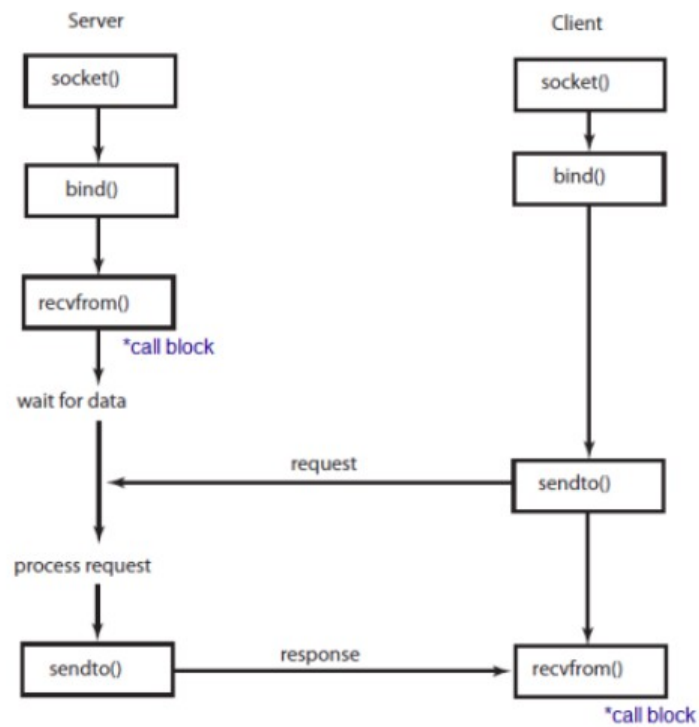 Server
Client
socket()
socket()
bind()
bind()
recvfrom()
*call block
wait for data
request
sendto()
process request
sendto()
response
recvfrom()
*call block